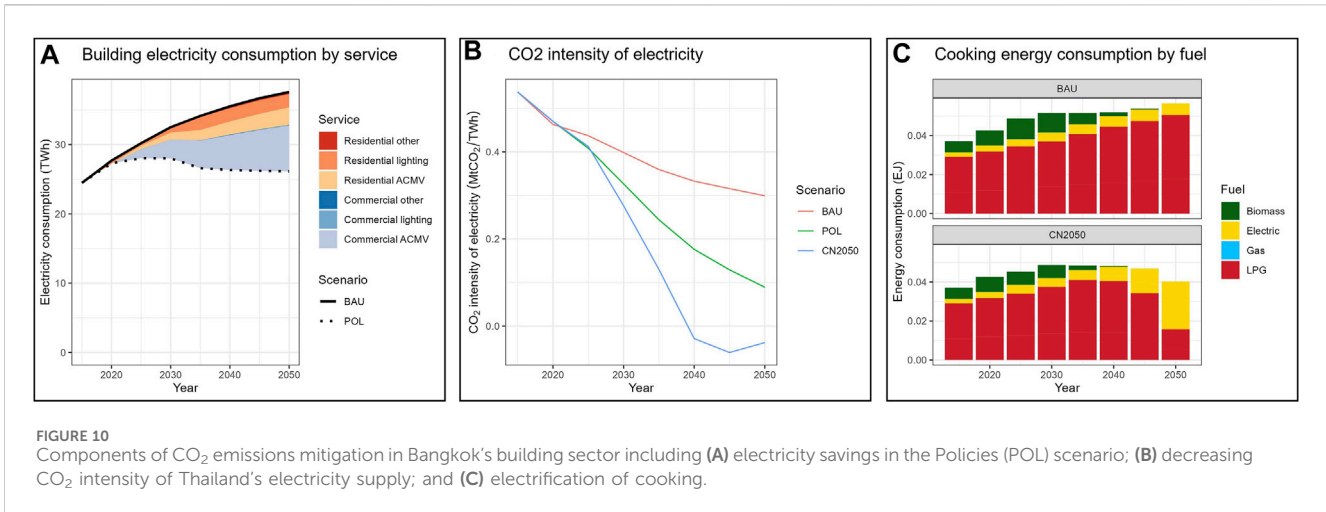 A Building electricity consumption by service
Electricity consumption (TWh)
30
20
10
0
2020 2030 2040 2050
Year
Service
Residential other
Residential lighting
Residential ACMV
Commercial other
Commercial lighting
Commercial ACMV
Scenario
BAU
POL
B CO2 intensity of electricity
CO₂ intensity of electricity (MtCO₂/TWh)
0.4
0.2
0.0
2020 2030 2040 2050
Year
Scenario
BAU
POL
CN2050
C Cooking energy consumption by fuel
Energy consumption (EJ)
BAU
0.04
0.02
0.00
CN2050
0.04
0.02
0.00
2020 2030 2040 2050
Year
Fuel
Biomass
Electric
Gas
LPG
FIGURE 10
Components of CO₂ emissions mitigation in Bangkok's building sector including (A) electricity savings in the Policies (POL) scenario; (B) decreasing
CO₂ intensity of Thailand's electricity supply; and (C) electrification of cooking.